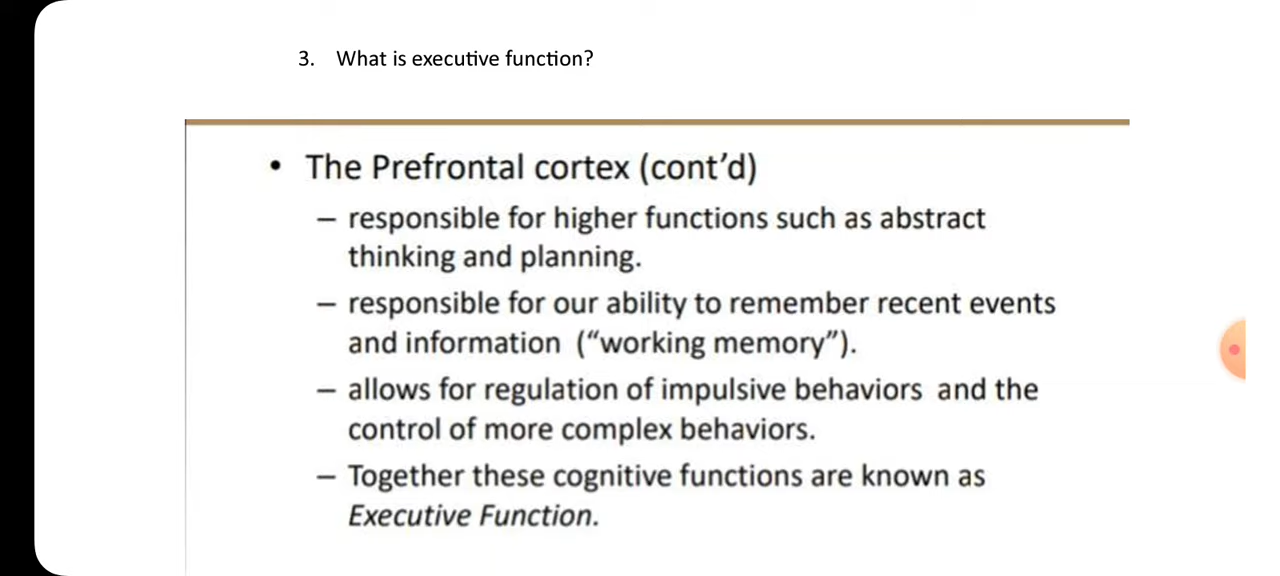 3. What is executive function?
• The Prefrontal cortex (cont’d)
– responsible for higher functions such as abstract
thinking and planning.
– responsible for our ability to remember recent events
and information (“working memory”).
– allows for regulation of impulsive behaviors and the
control of more complex behaviors.
– Together these cognitive functions are known as
Executive Function.